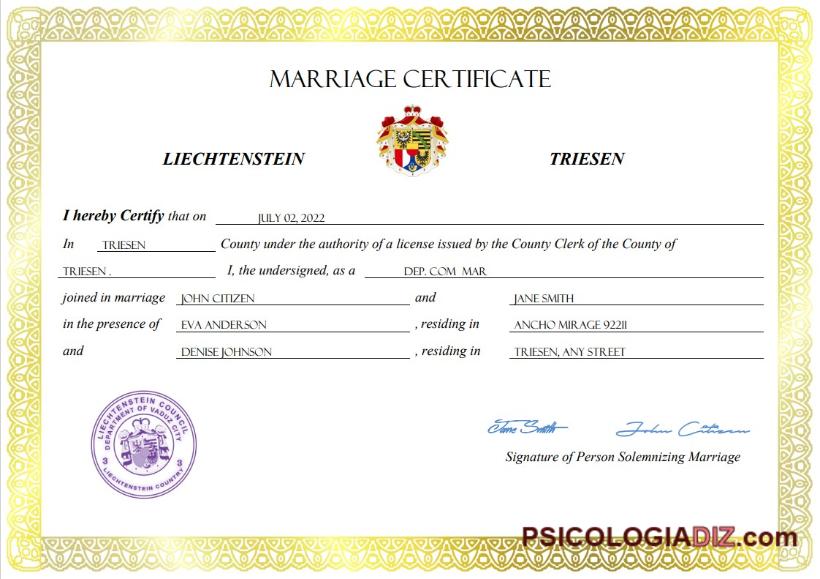 MARRIAGE CERTIFICATE
LIECHTENSTEIN TRIESEN
I hereby Certify that on JULY 02, 2022
In TRIESEN County under the authority of a license issued by the County Clerk of the County of
TRIESEN . I, the undersigned, as a DEP. COM MAR
joined in marriage JOHN CITIZEN and JANE SMITH
in the presence of EVA ANDERSON , residing in ANCHO MIRAGE 92211
and DENISE JOHNSON , residing in TRIESEN, ANY STREET
LIECHTENSTEIN COUNCIL
DEPARTMENT OF VADUZ CITY
3 3
LIECHTENSTEIN COUNTRY
Jane Smith John Citizen
Signature of Person Solemnizing Marriage
PSICOLOGIADIZ.com